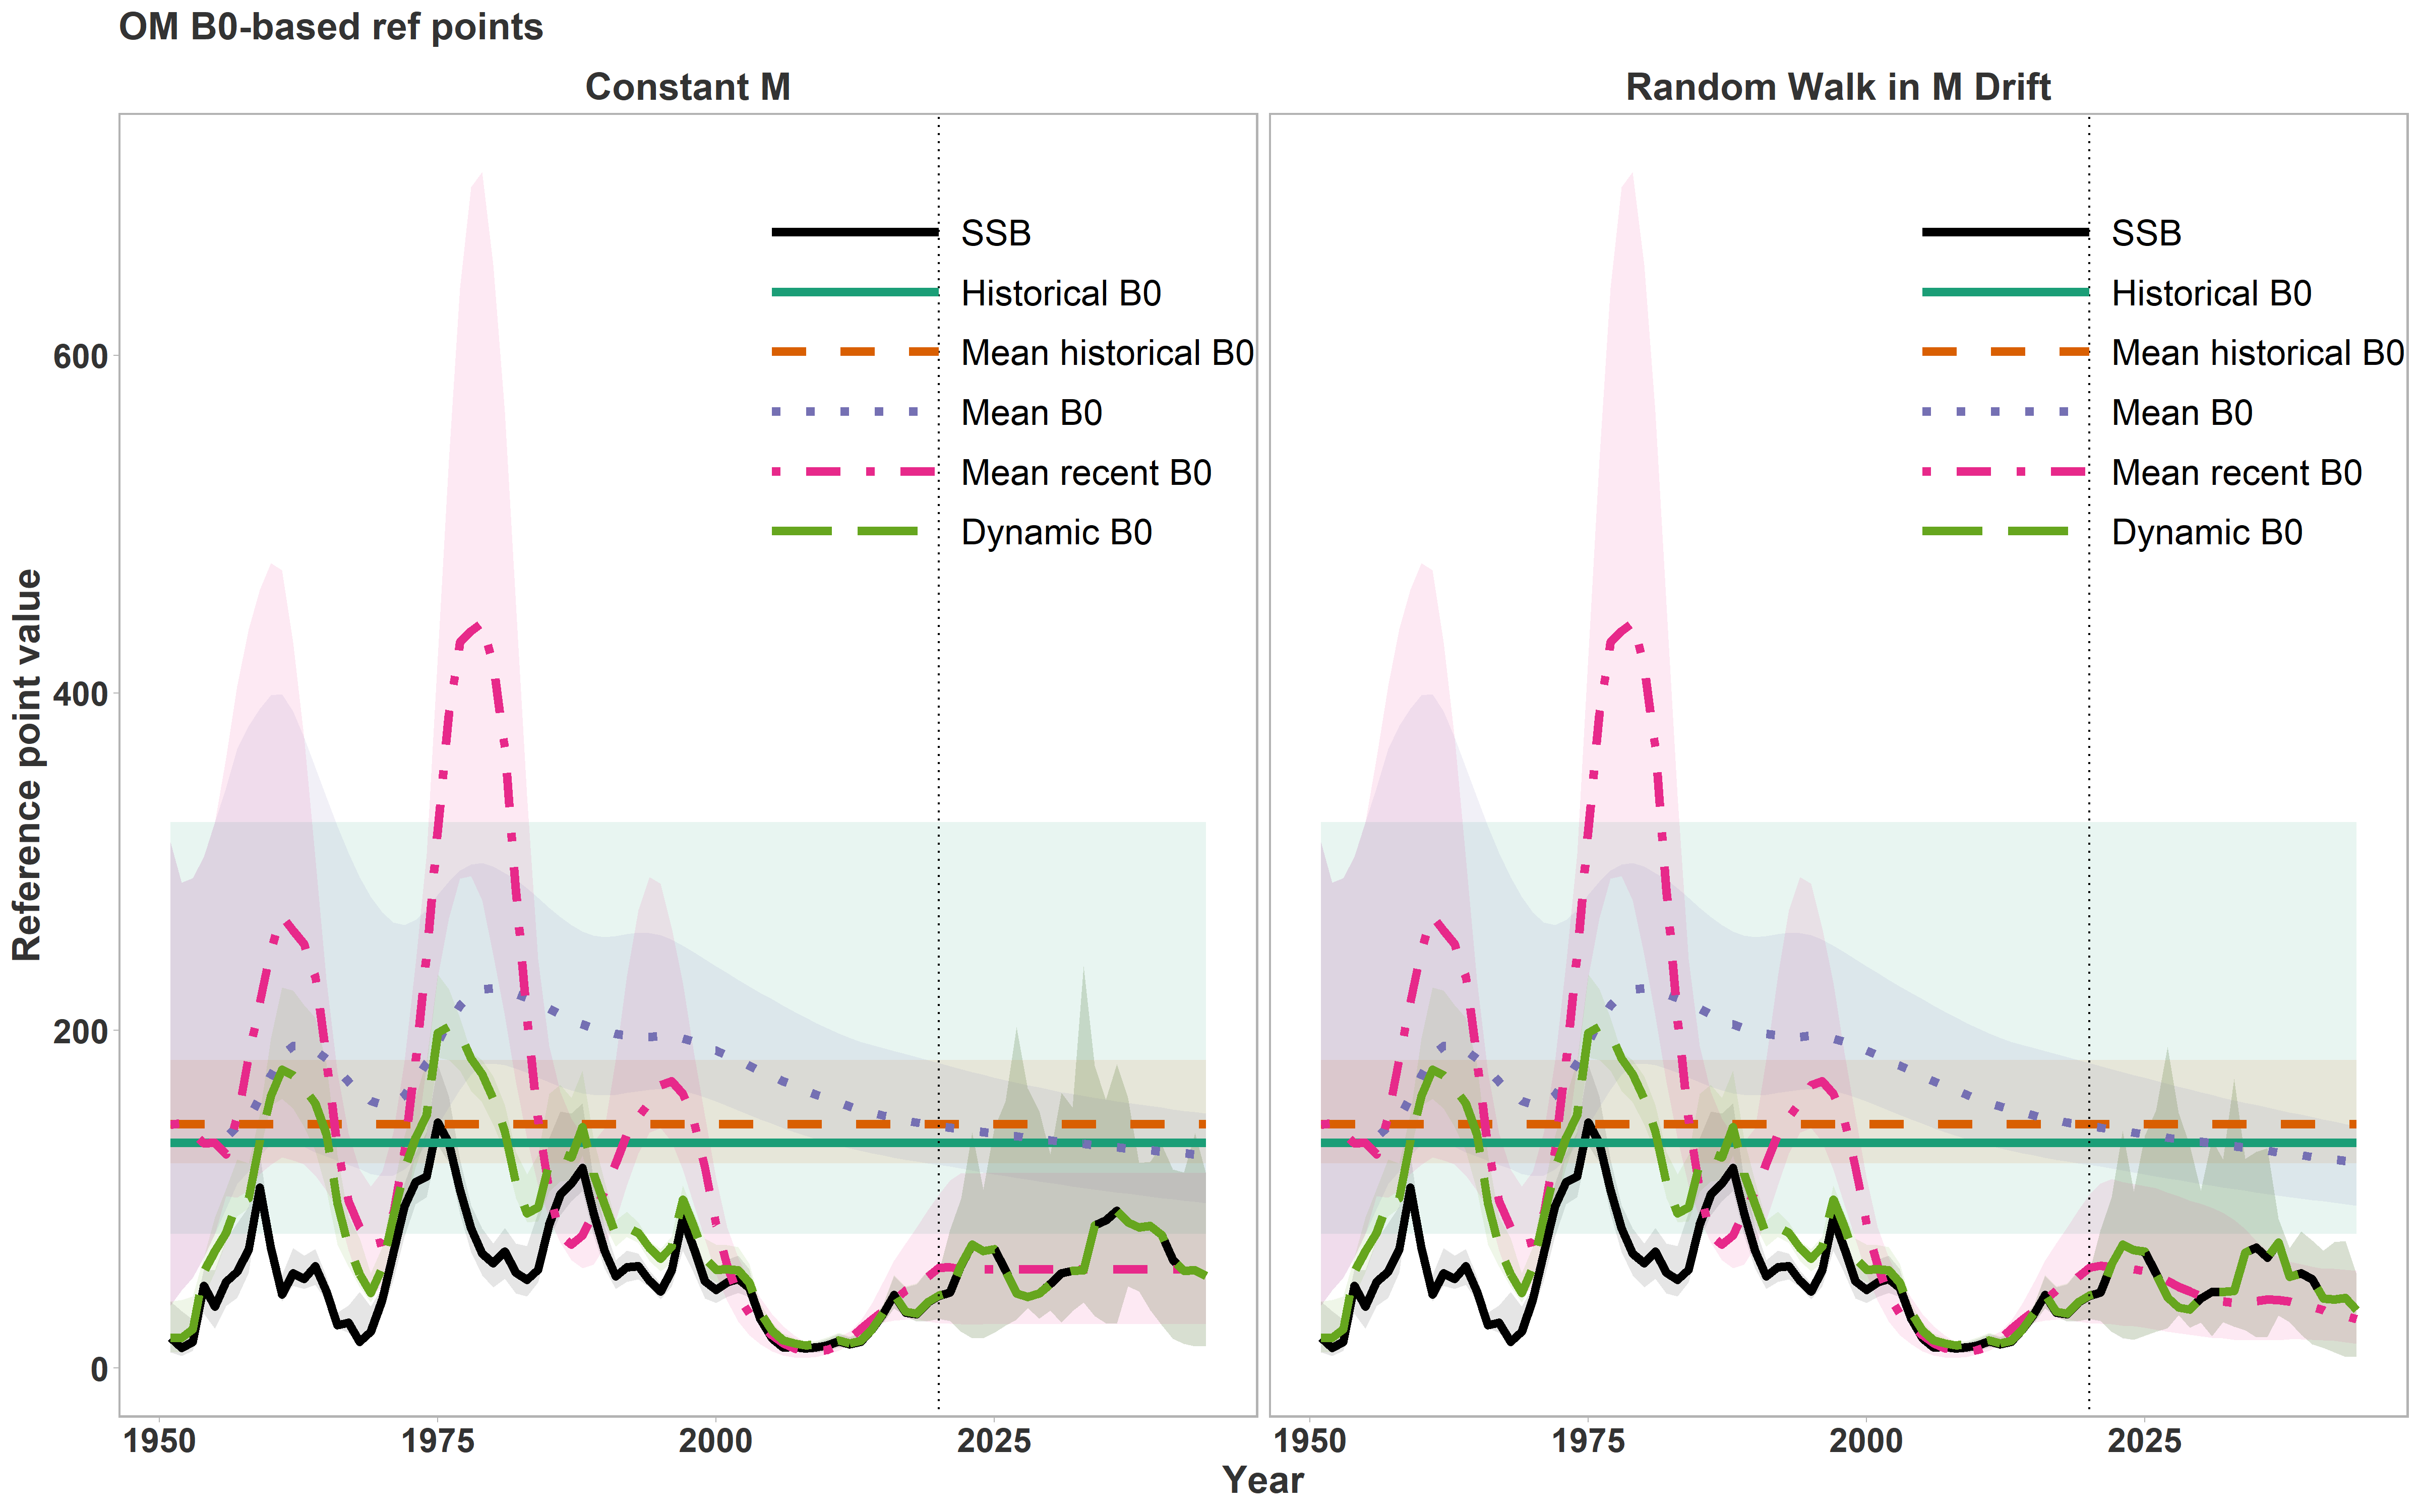 OM B0-based ref points
Constant M
Random Walk in M Drift
Reference point value
600
400
200
0
SSB
Historical B0
Mean historical B0
Mean B0
Mean recent B0
Dynamic B0
SSB
Historical B0
Mean historical B0
Mean B0
Mean recent B0
Dynamic B0
1950 1975 2000 2025
1950 1975 2000 2025
Year